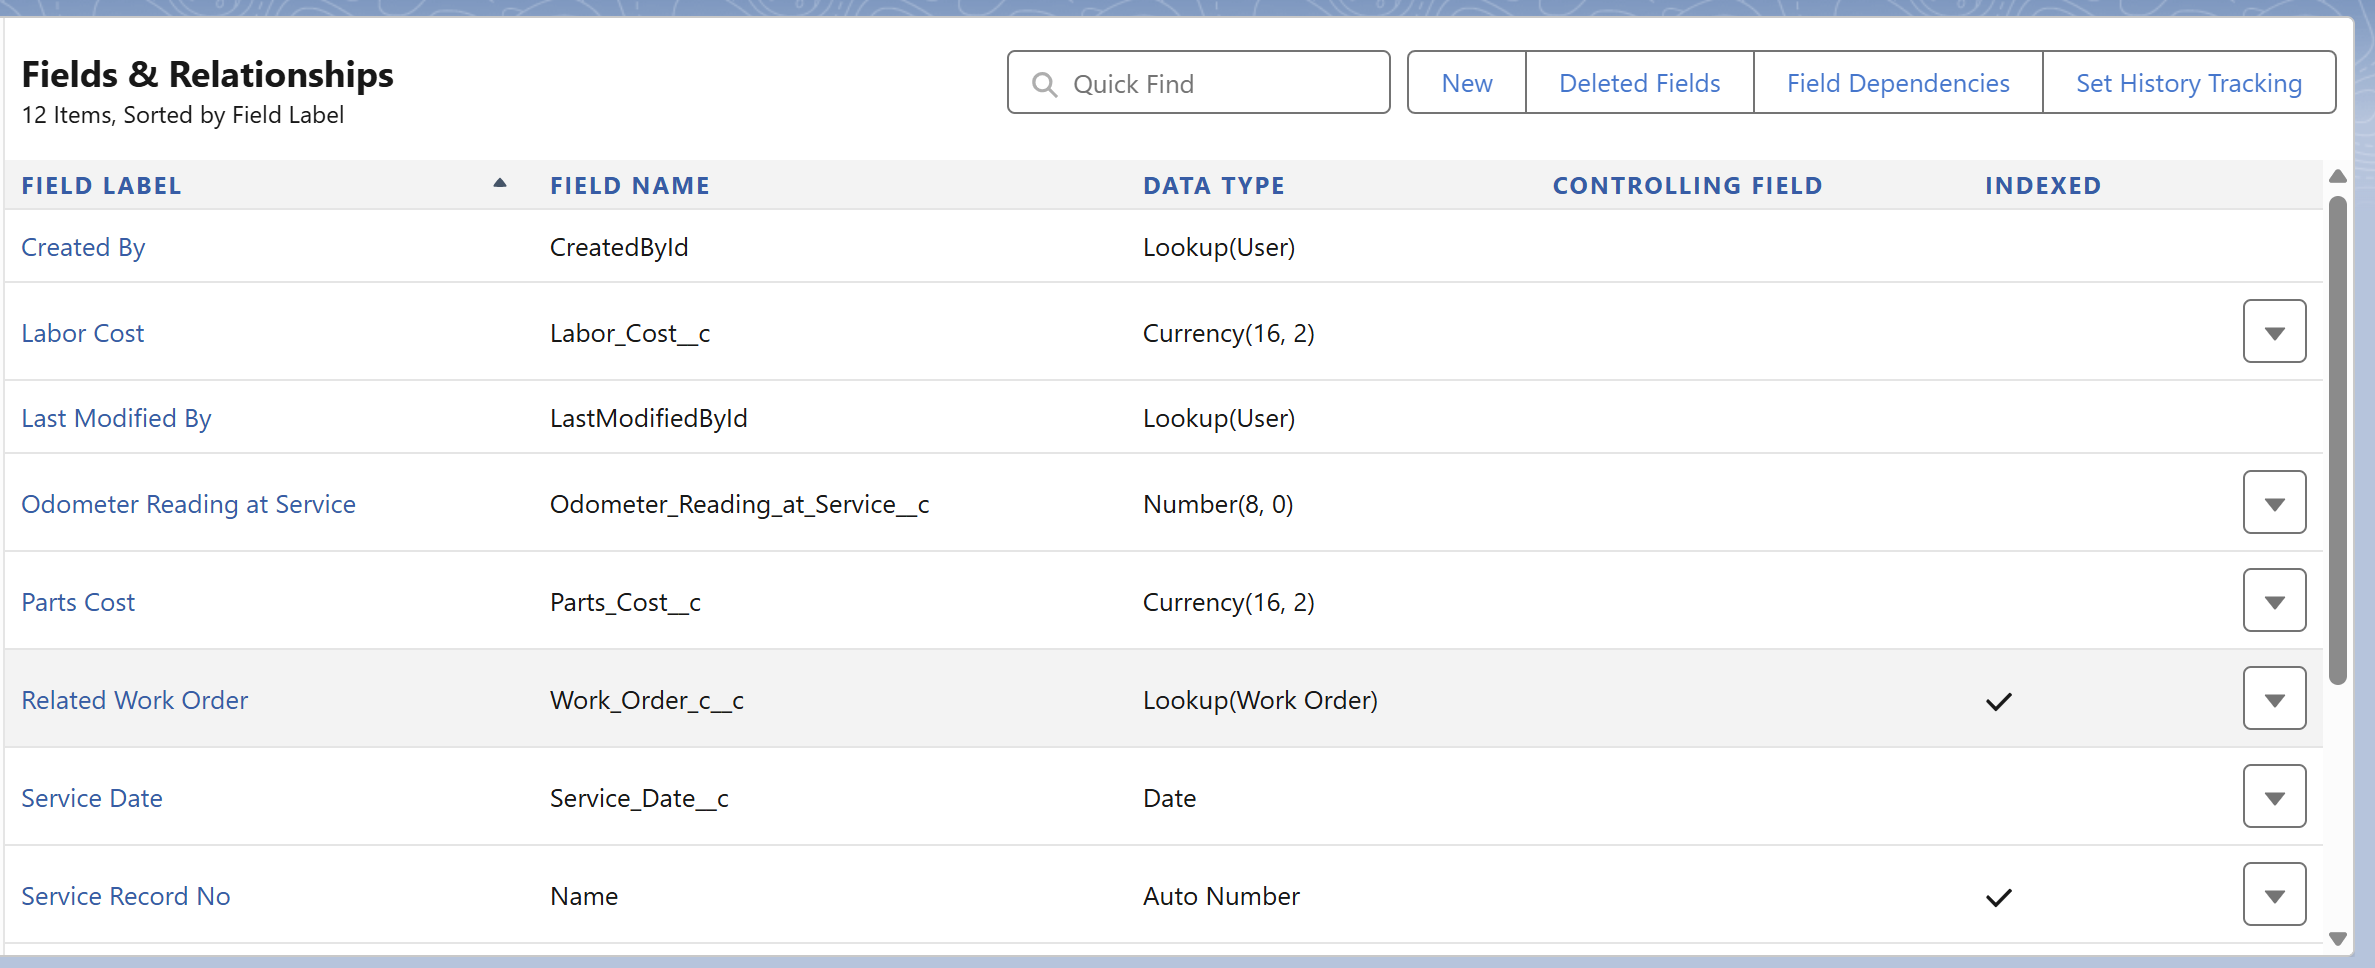 Fields & Relationships
12 Items, Sorted by Field Label
Quick Find
New
Deleted Fields
Field Dependencies
Set History Tracking
FIELD LABEL FIELD NAME DATA TYPE CONTROLLING FIELD INDEXED
Created By CreatedById Lookup(User)
Labor Cost Labor_Cost__c Currency(16, 2)
Last Modified By LastModifiedById Lookup(User)
Odometer Reading at Service Odometer_Reading_at_Service__c Number(8, 0)
Parts Cost Parts_Cost__c Currency(16, 2)
Related Work Order Work_Order_c__c Lookup(Work Order)
Service Date Service_Date__c Date
Service Record No Name Auto Number